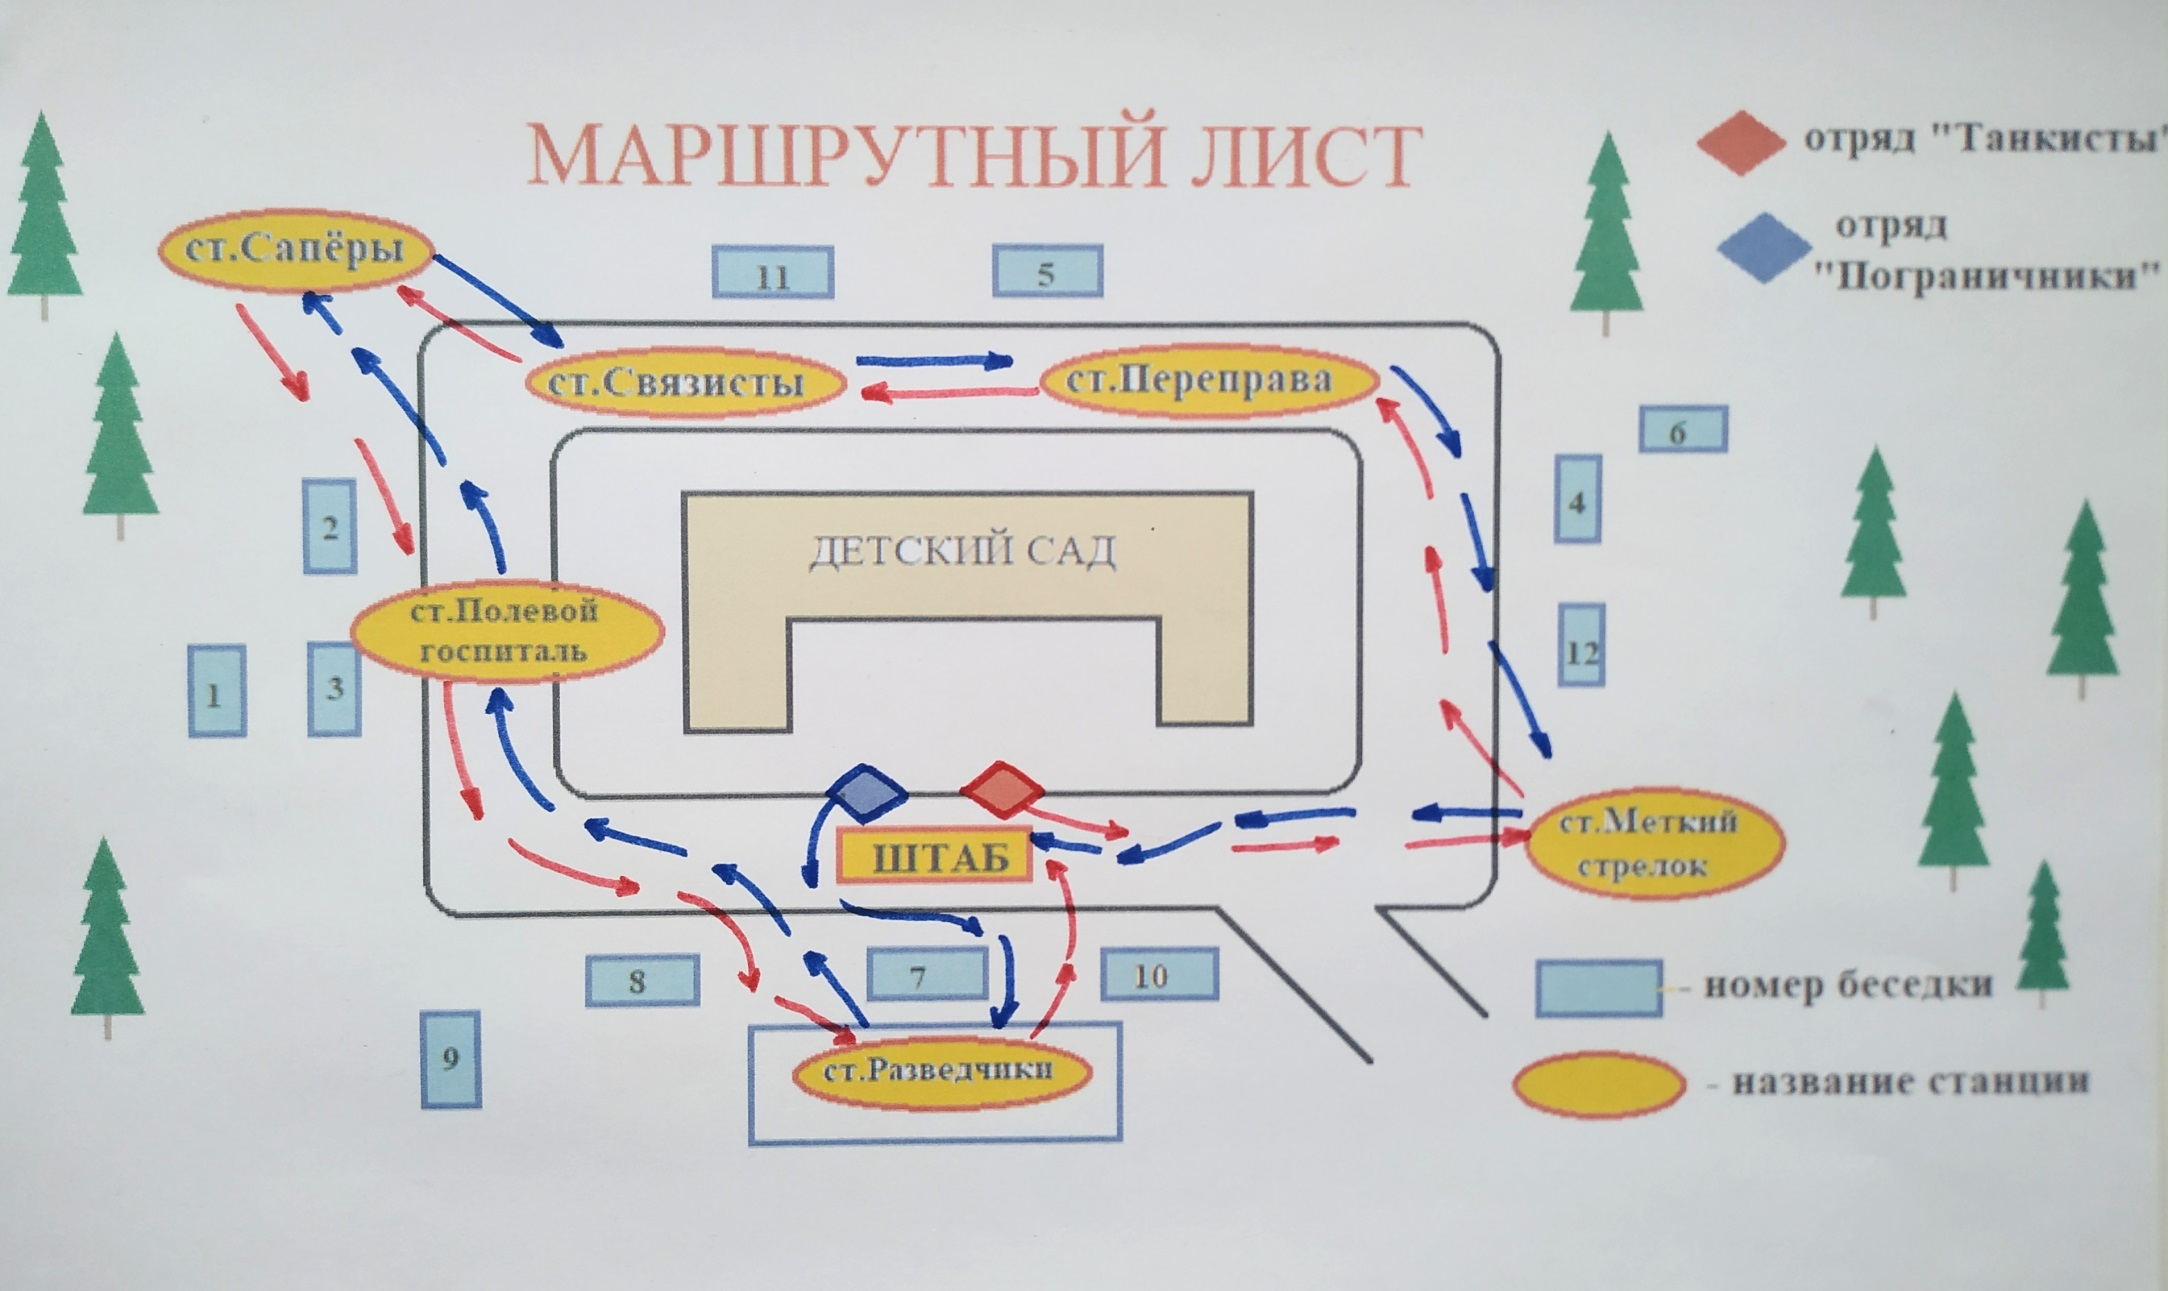 МАРШРУТНЫЙ ЛИСТ
отряд "Танкисты"
отряд
"Пограничники"
ст.Сапёры
11
5
ст.Связисты
ст.Переправа
6
4
2
ДЕТСКИЙ САД
ст.Полевой
госпиталь
12
1
3
ШТАБ
ст.Меткий
стрелок
8
7
10
- номер беседки
9
ст.Разведчики
- название станции